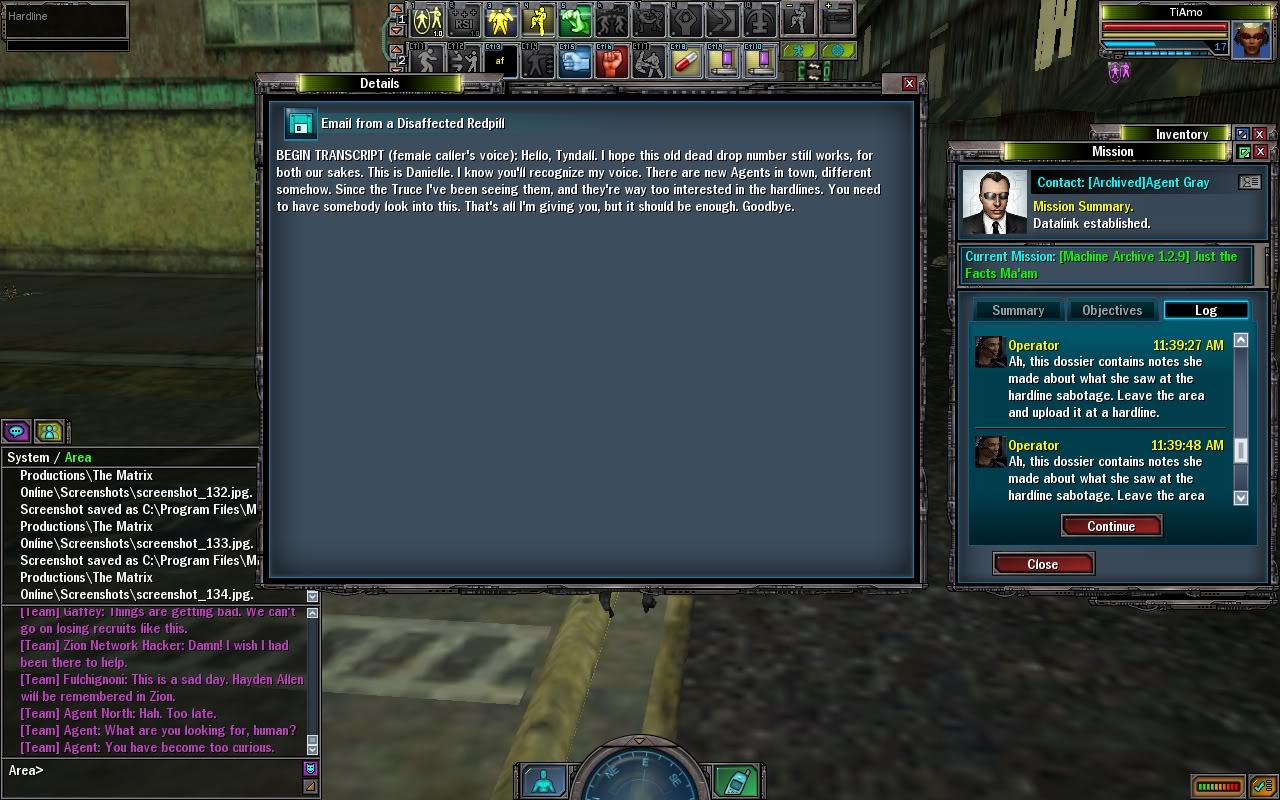 Hardline
1
1.0
RSI
1.0
2
af
TiAmo
17
Details
Email from a Disaffected Redpill
BEGIN TRANSCRIPT (female caller's voice): Hello, Tyndall. I hope this old dead drop number still works, for
both our sakes. This is Danielle. I know you'll recognize my voice. There are new Agents in town, different
somehow. Since the Truce I've been seeing them, and they're way too interested in the hardlines. You need
to have somebody look into this. That's all I'm giving you, but it should be enough. Goodbye.
Inventory
Mission
Contact: [Archived]Agent Gray
Mission Summary.
Datalink established.
Current Mission: [Machine Archive 1.2.9] Just the
Facts Ma'am
Summary
Objectives
Log
Operator 11:39:27 AM
Ah, this dossier contains notes she
made about what she saw at the
hardline sabotage. Leave the area
and upload it at a hardline.
Operator 11:39:48 AM
Ah, this dossier contains notes she
made about what she saw at the
hardline sabotage. Leave the area
Continue
Close
System / Area
Productions\The Matrix
Online\Screenshots\screenshot_132.jpg.
Screenshot saved as C:\Program Files\M
Productions\The Matrix
Online\Screenshots\screenshot_133.jpg.
Screenshot saved as C:\Program Files\M
Productions\The Matrix
Online\Screenshots\screenshot_134.jpg.
[Team] Gaffey: Things are getting bad. We can't
go on losing recruits like this.
[Team] Zion Network Hacker: Damn! I wish I had
been there to help.
[Team] Fulchignoni: This is a sad day. Hayden Allen
will be remembered in Zion.
[Team] Agent North: Hah. Too late.
[Team] Agent: What are you looking for, human?
[Team] Agent: You have become too curious.
Area>
NE
E
SE